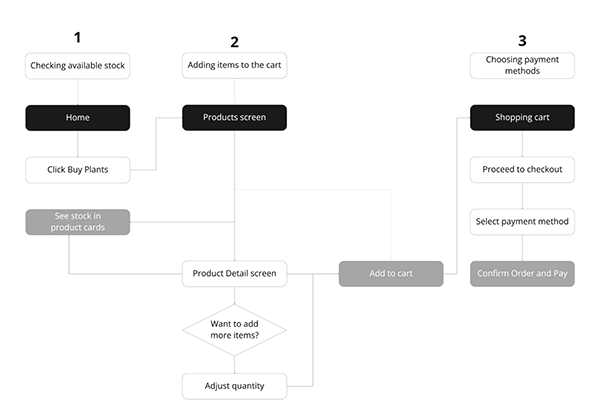 1
2
3
Checking available stock
Adding items to the cart
Choosing payment
methods
Home
Products screen
Shopping cart
Click Buy Plants
Proceed to checkout
See stock in
product cards
Select payment method
Product Detail screen
Add to cart
Confirm Order and Pay
Want to add
more items?
Adjust quantity